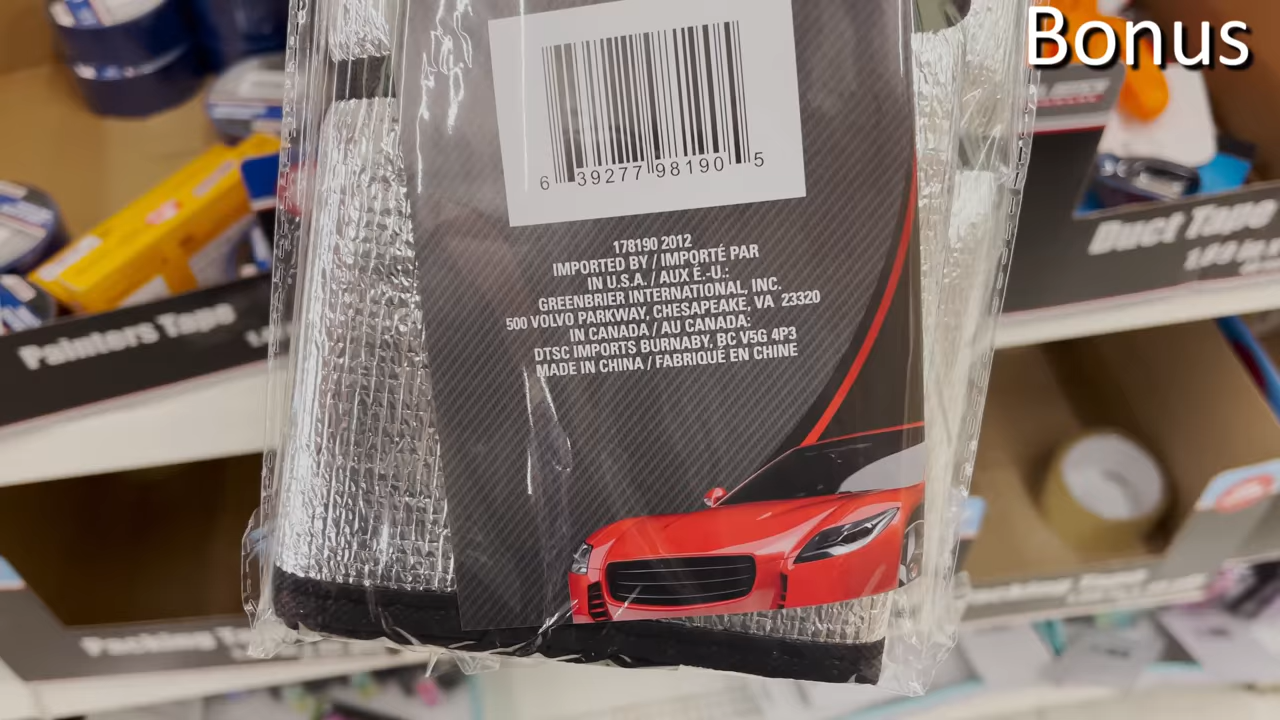 Bonus
6 39277 98190 5
178190 2012
IMPORTED BY / IMPORTÉ PAR
IN U.S.A. / AUX É.-U.:
GREENBRIER INTERNATIONAL, INC.
500 VOLVO PARKWAY, CHESAPEAKE, VA 23320
IN CANADA / AU CANADA:
DTSC IMPORTS BURNABY, BC V5G 4P3
MADE IN CHINA / FABRIQUÉ EN CHINE
Duct Tape
Painters Tape
Packing